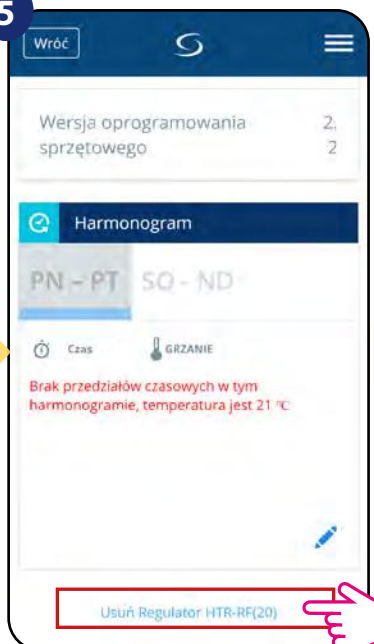 5
Wróć
Wersja oprogramowania 2.
sprzętowego 2
Harmonogram
PN – PT SO - ND
Czas GRZANIE
Brak przedziałów czasowych w tym
harmonogramie, temperatura jest 21 °C
Usuń Regulator HTR-RF(20)